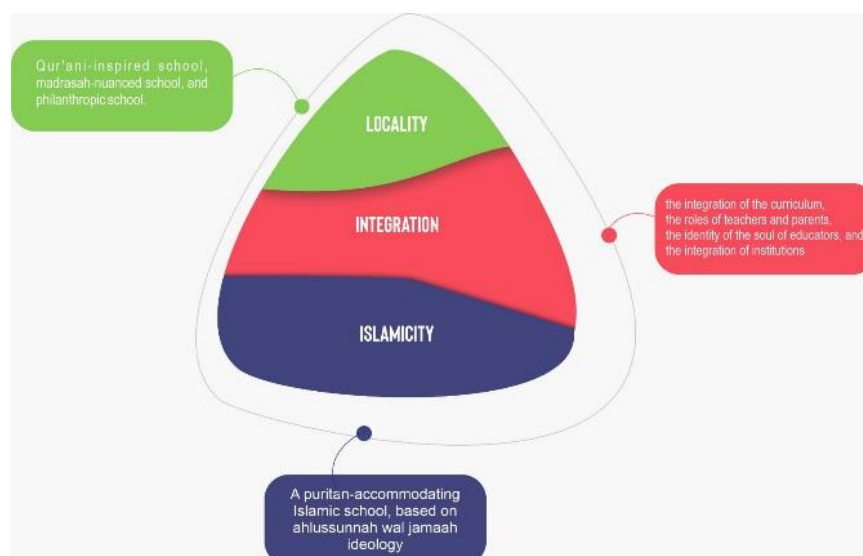 Qur'ani-inspired school,
madrasah-nuanced school, and
philanthropic school.
LOCALITY
INTEGRATION
the integration of the curriculum,
the roles of teachers and parents,
the identity of the soul of educators, and
the integration of institutions
ISLAMICITY
A puritan-accommodating
Islamic school, based on
ahlussunnah wal jamaah
ideology